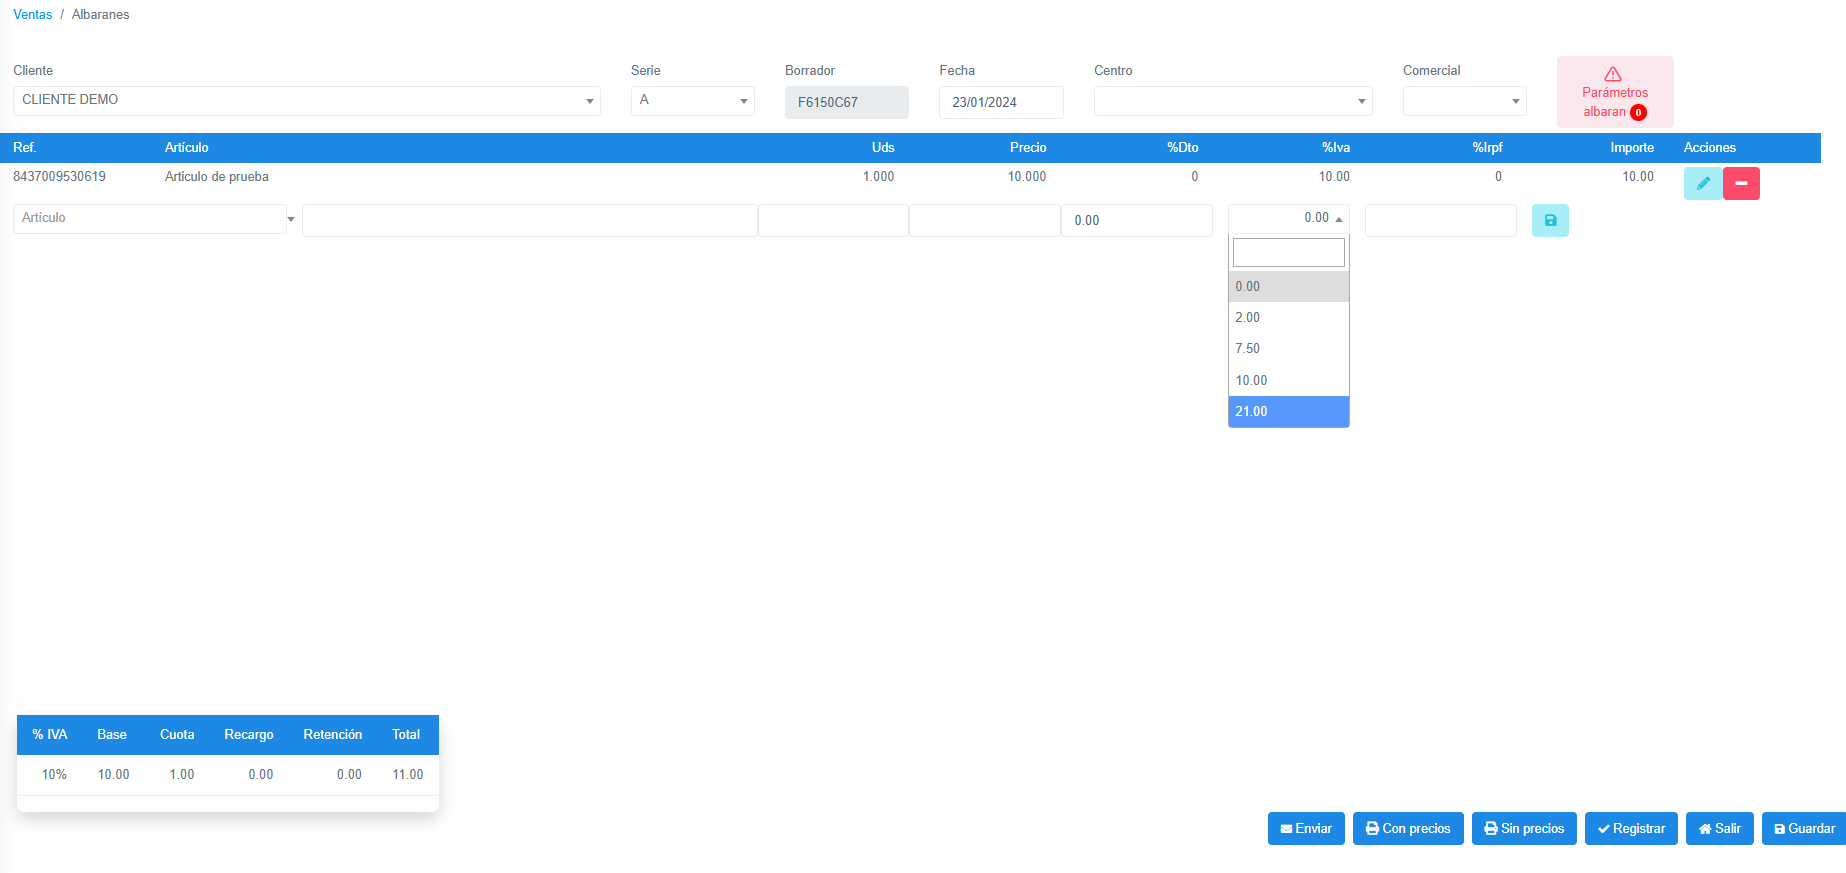 Ventas / Albaranes
Cliente Serie Borrador Fecha Centro Comercial
CLIENTE DEMO A F6150C67 23/01/2024
Parámetros
albaran 0
Ref. Artículo Uds Precio %Dto %Iva %Irpf Importe Acciones
8437009530619 Articulo de prueba 1.000 10.000 0 10.00 0 10.00
Artículo 0.00 0.00
0.00
2.00
7.50
10.00
21.00
% IVA Base Cuota Recargo Retención Total
10% 10.00 1.00 0.00 0.00 11.00
Enviar Con precios Sin precios Registrar Salir Guardar